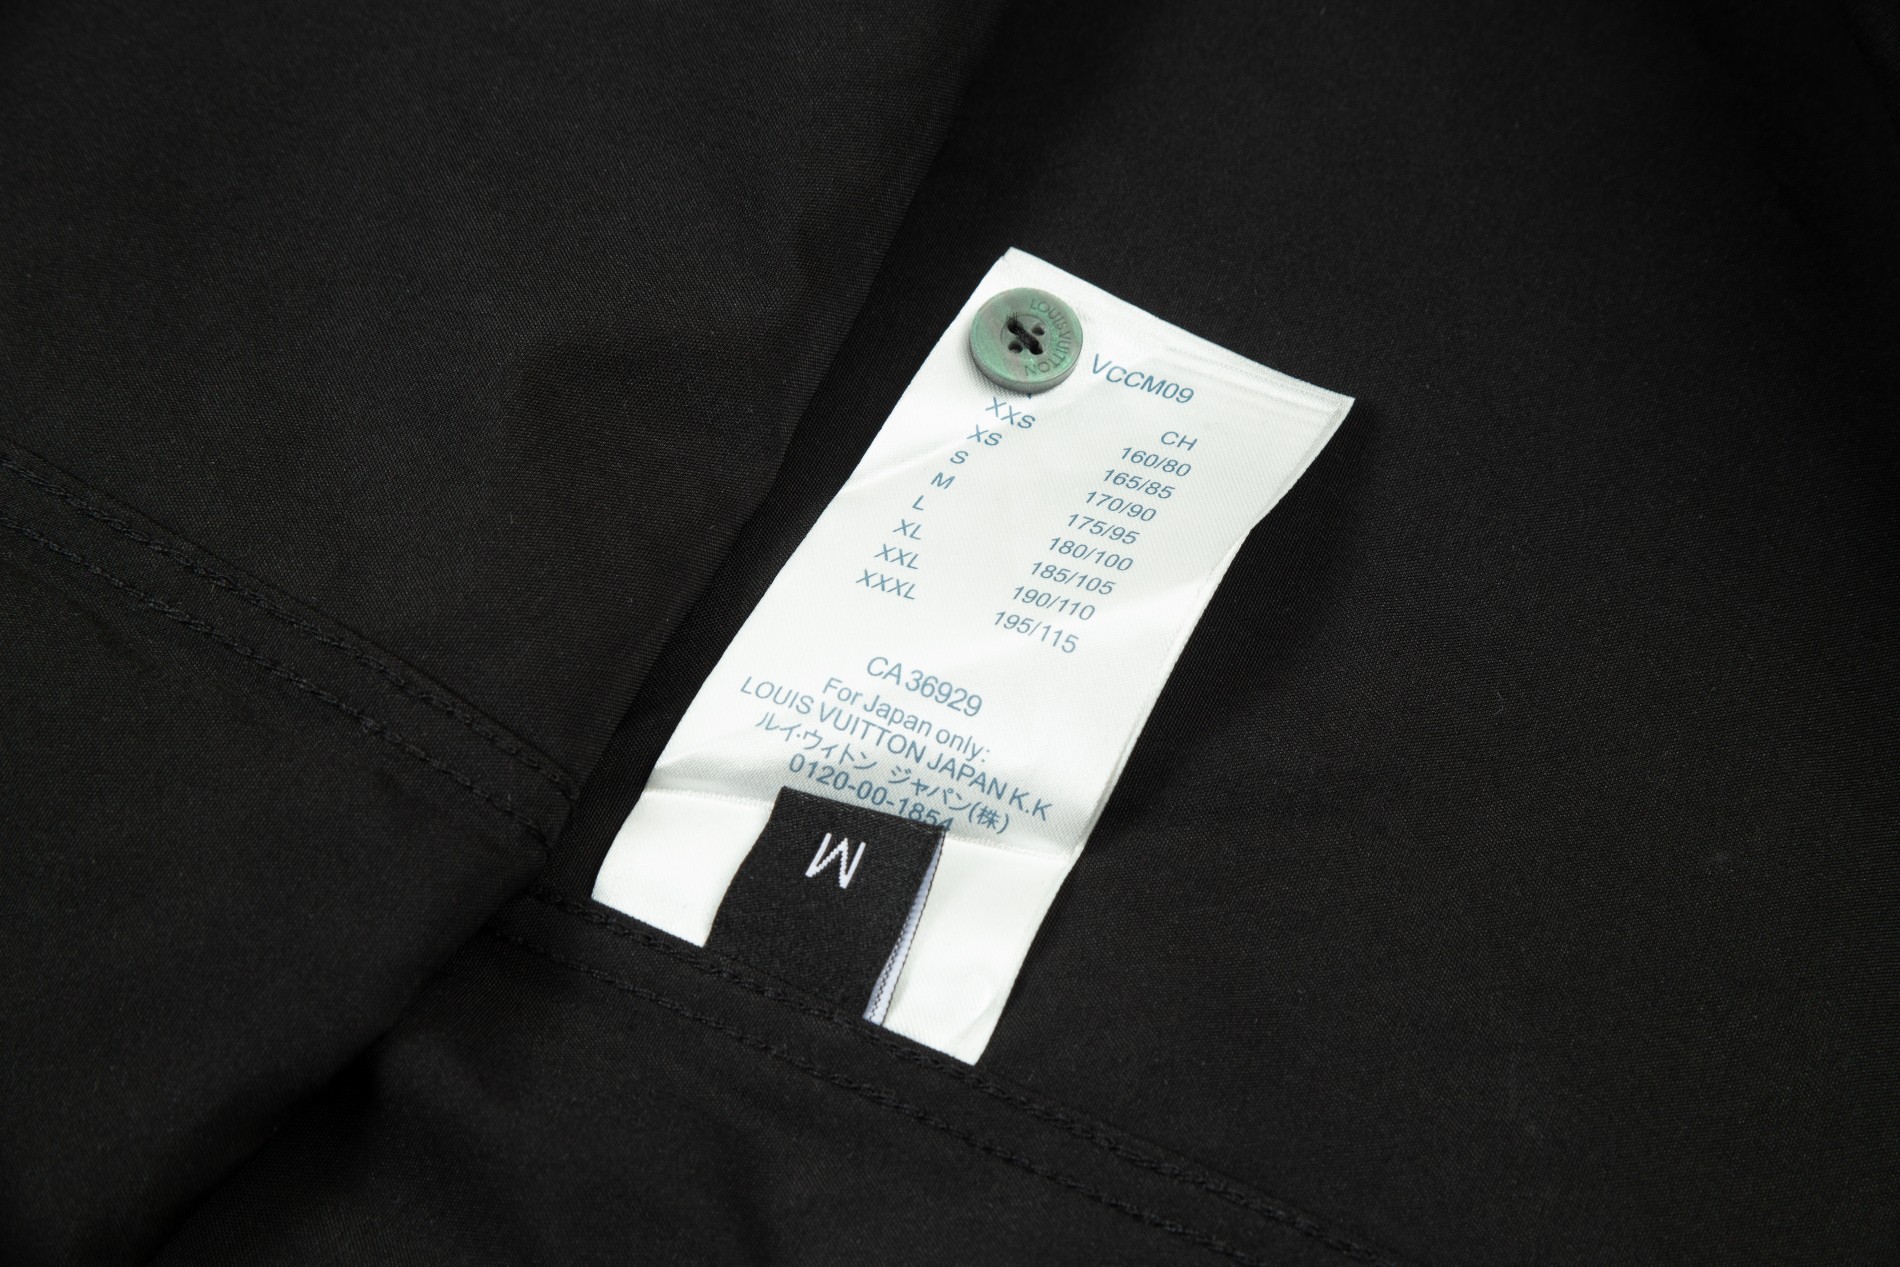 LOUIS VUITTON
VCCM09
CH
XXS 160/80
XS 165/85
S 170/90
M 175/95
L 180/100
XL 185/105
XXL 190/110
XXXL 195/115
CA 36929
For Japan only:
LOUIS VUITTON JAPAN K.K
ルイ･ヴィトン ジャパン(株)
0120-00-1854
M